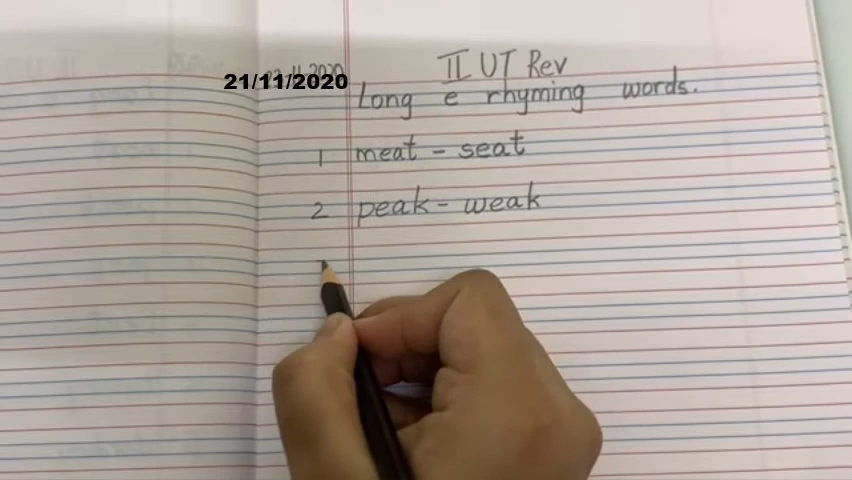 21/11/2020
II UT Rev
Long e rhyming words.
1 meat - seat
2 peak - weak